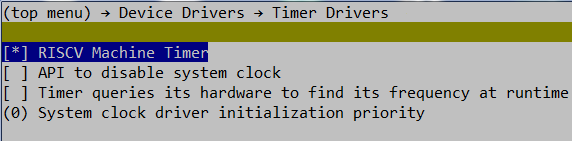 (top menu) → Device Drivers → Timer Drivers
[*] RISCV Machine Timer
[ ] API to disable system clock
[ ] Timer queries its hardware to find its frequency at runtime
(0) System clock driver initialization priority